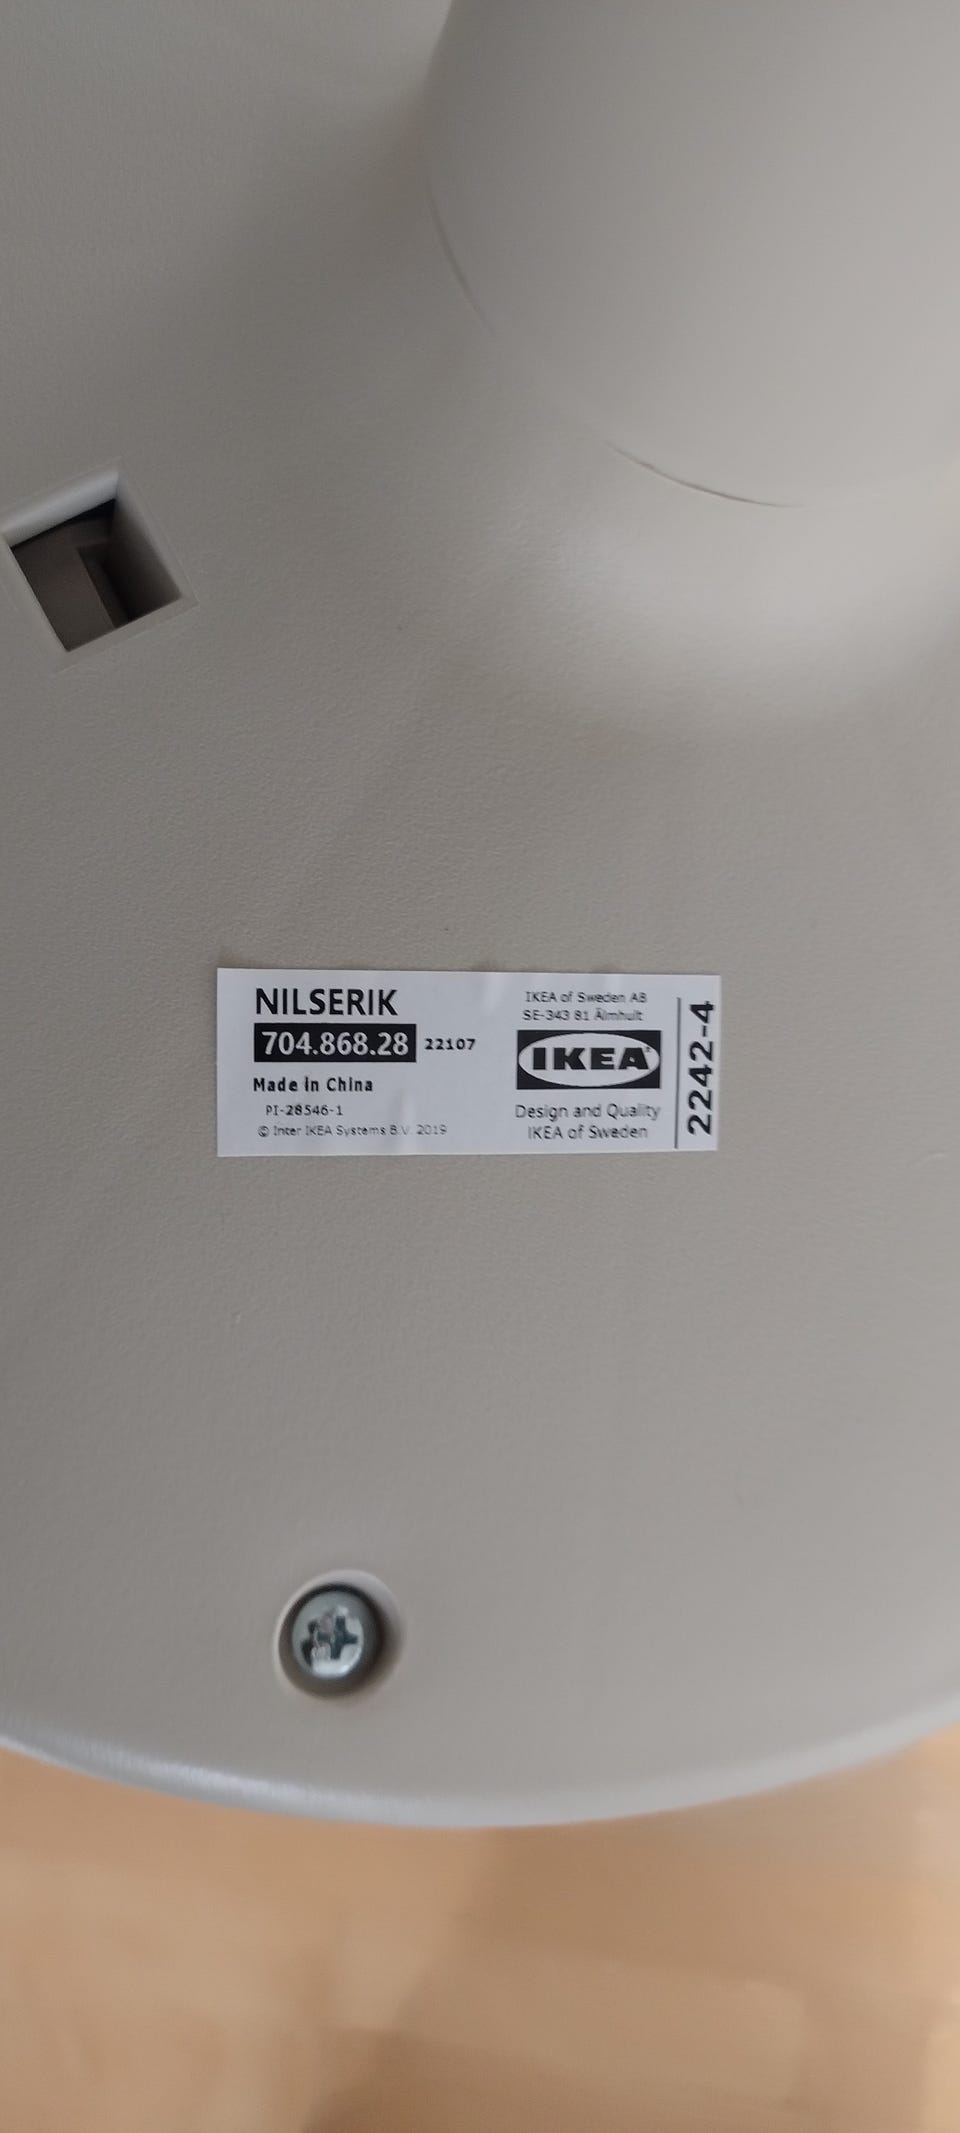 NILSERIK
704.868.28 22107
Made in China
PI-28546-1
© Inter IKEA Systems B.V. 2019
IKEA of Sweden AB
SE-343 81 Älmhult
IKEA®
Design and Quality
IKEA of Sweden
2242-4